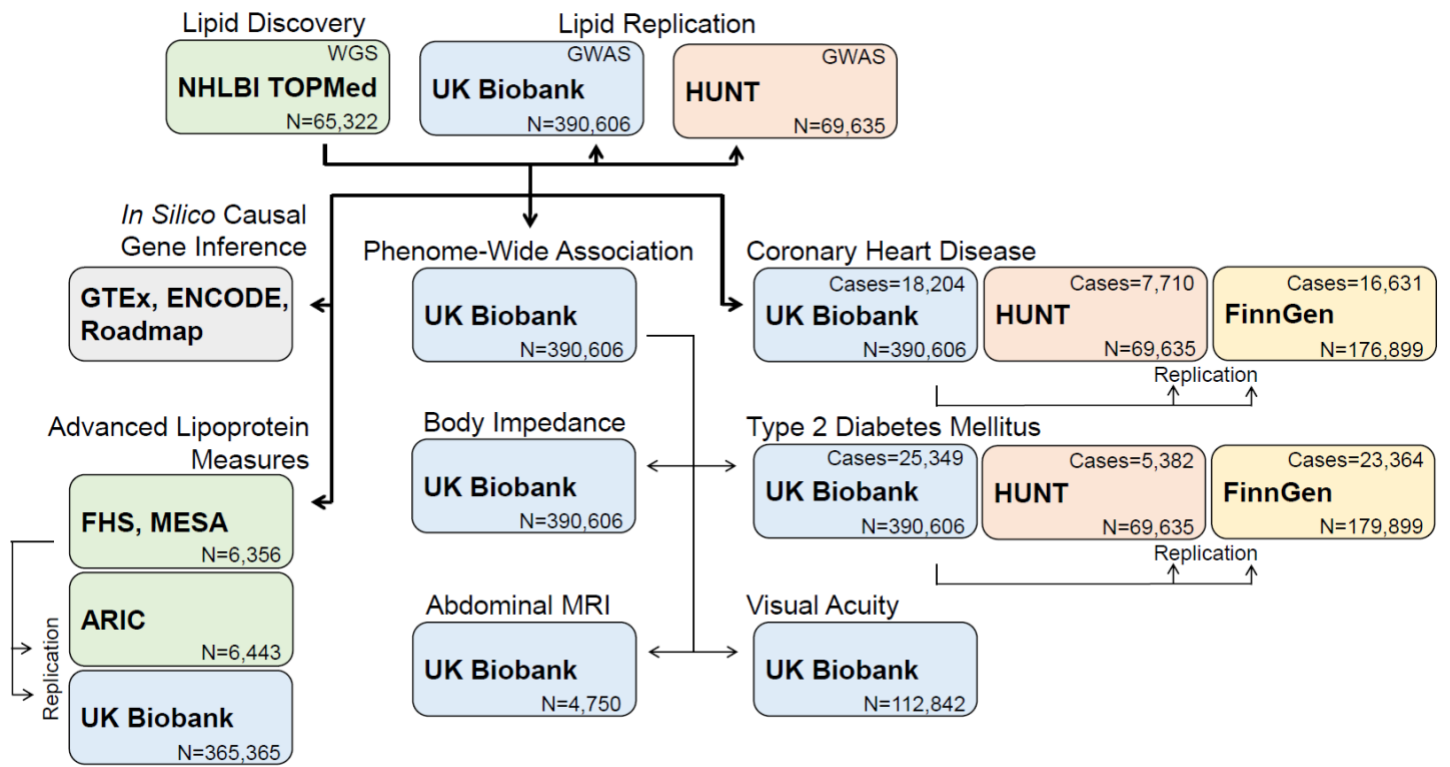 Lipid Discovery
WGS
NHLBI TOPMed
N=65,322
Lipid Replication
GWAS
UK Biobank
N=390,606
GWAS
HUNT
N=69,635
In Silico Causal
Gene Inference
GTEx, ENCODE,
Roadmap
Phenome-Wide Association
UK Biobank
N=390,606
Coronary Heart Disease
Cases=18,204
UK Biobank
N=390,606
Cases=7,710
HUNT
N=69,635
Cases=16,631
FinnGen
N=176,899
Replication
Advanced Lipoprotein
Measures
FHS, MESA
N=6,356
ARIC
N=6,443
UK Biobank
N=365,365
Replication
Body Impedance
UK Biobank
N=390,606
Type 2 Diabetes Mellitus
Cases=25,349
UK Biobank
N=390,606
Cases=5,382
HUNT
N=69,635
Cases=23,364
FinnGen
N=179,899
Replication
Abdominal MRI
UK Biobank
N=4,750
Visual Acuity
UK Biobank
N=112,842